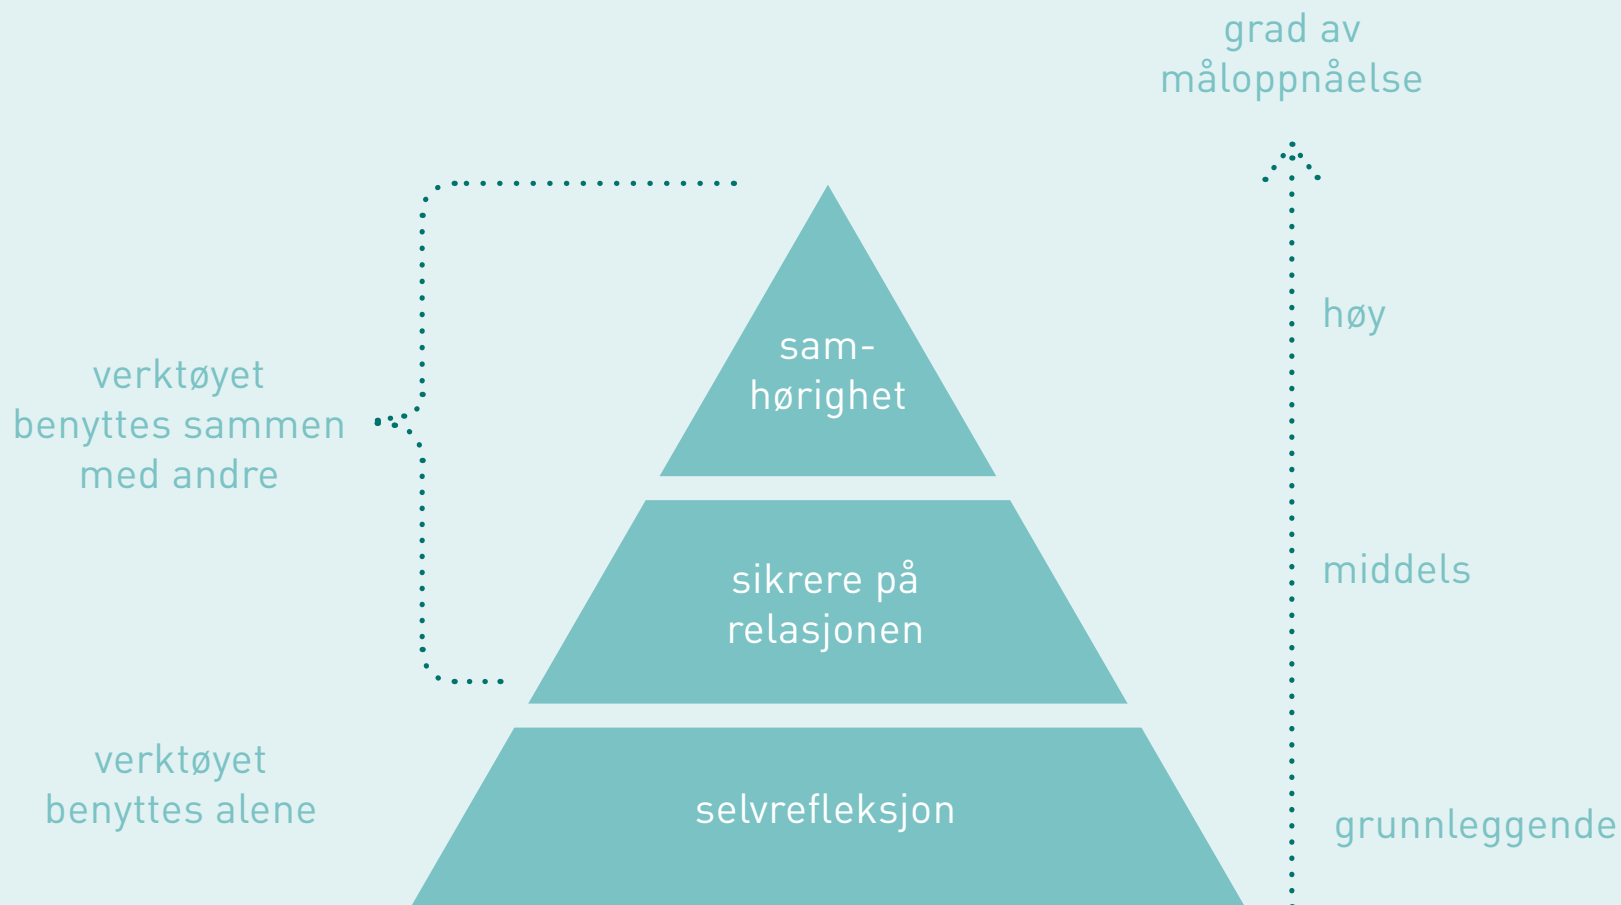 grad av
måloppnåelse
høy
sam-
hørighet
verktøyet
benyttes sammen
med andre
middels
sikrere på
relasjonen
verktøyet
benyttes alene
selvrefleksjon
grunnleggende